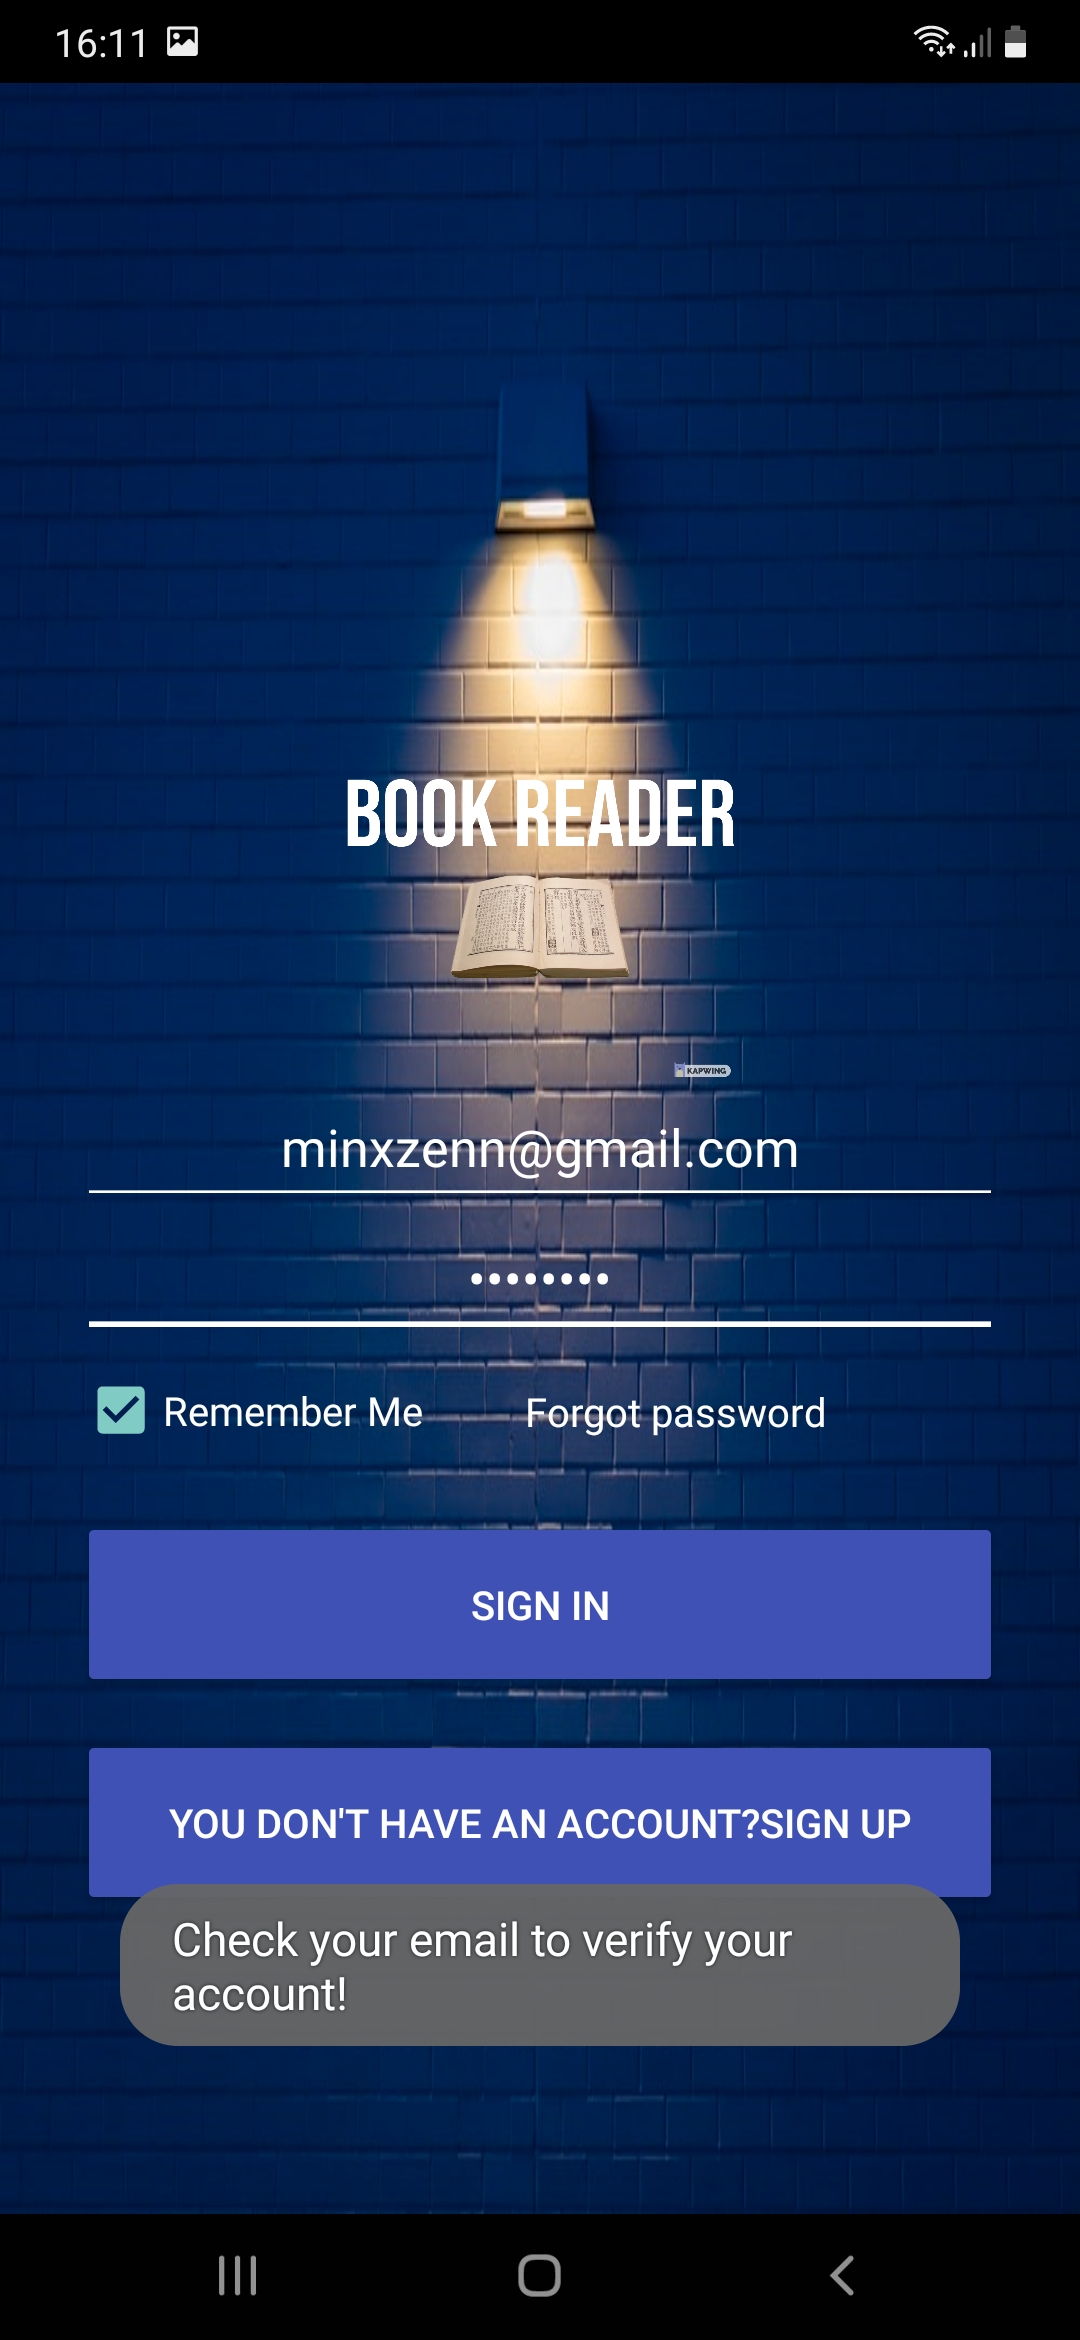 16:11
BOOK READER
KAPWING
minxzenn@gmail.com
••••••••
Remember Me Forgot password
SIGN IN
YOU DON'T HAVE AN ACCOUNT?SIGN UP
Check your email to verify your
account!